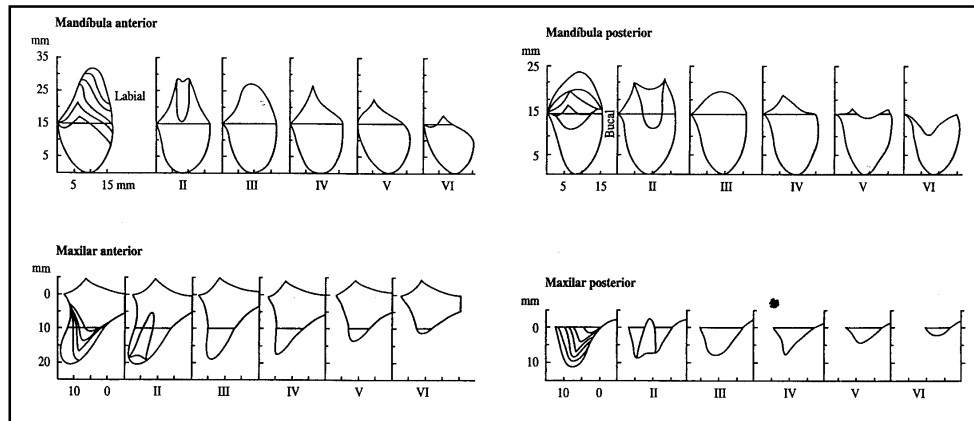 Mandíbula anterior
mm
35
25
15
5
Labial
5 15 mm II III IV V VI
Mandíbula posterior
mm
25
15
5
Bucal
5 15 II III IV V VI
Maxilar anterior
mm
0
10
20
10 0 II III IV V VI
Maxilar posterior
mm
0
10
10 0 II III IV V VI